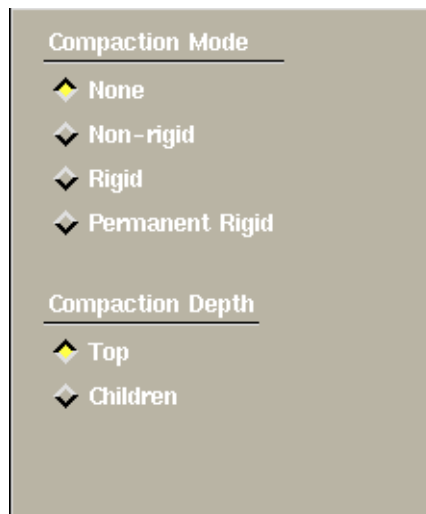 Compaction Mode
None
Non-rigid
Rigid
Permanent Rigid
Compaction Depth
Top
Children